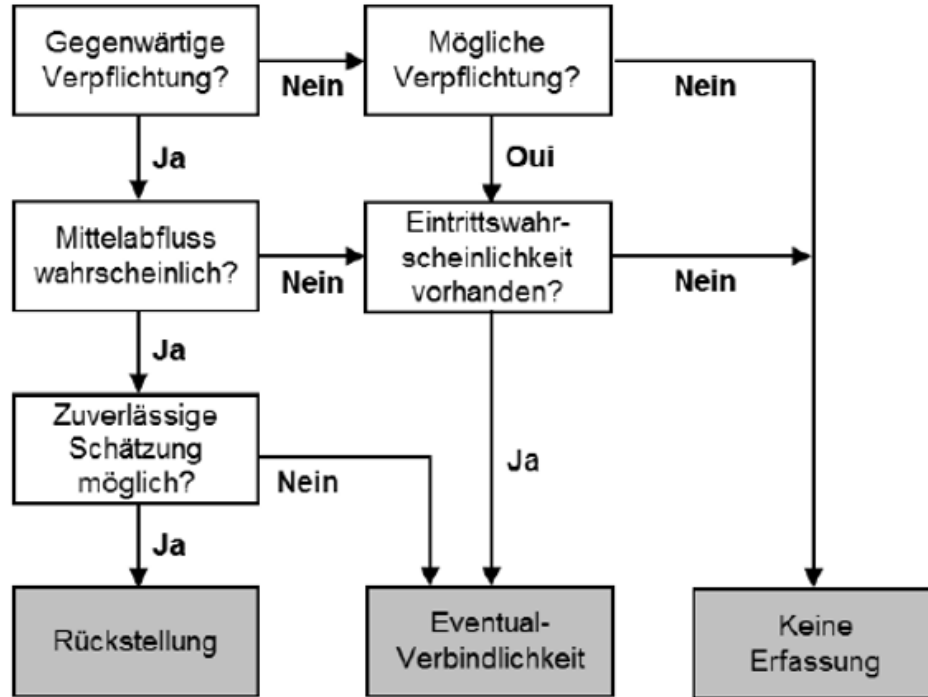 Gegenwärtige
Verpflichtung?
Nein
Mögliche
Verpflichtung?
Nein
Ja
Oui
Mittelabfluss
wahrscheinlich?
Nein
Eintrittswahr-
scheinlichkeit
vorhanden?
Nein
Ja
Zuverlässige
Schätzung
möglich?
Nein
Ja
Ja
Rückstellung
Eventual-
Verbindlichkeit
Keine
Erfassung